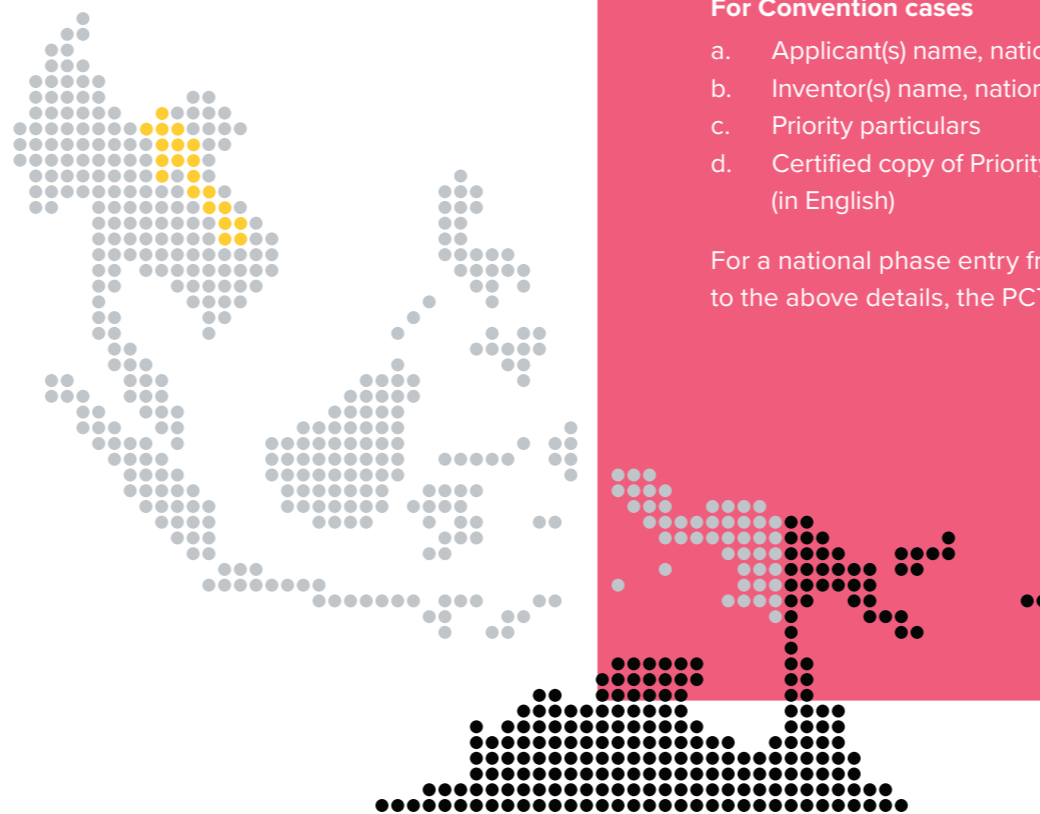 For Convention cases
a. Applicant(s) name,
b. Inventor(s) name,
c. Priority particulars
d. Certified copy of
(in English)
For a national phase entry
to the above details, the